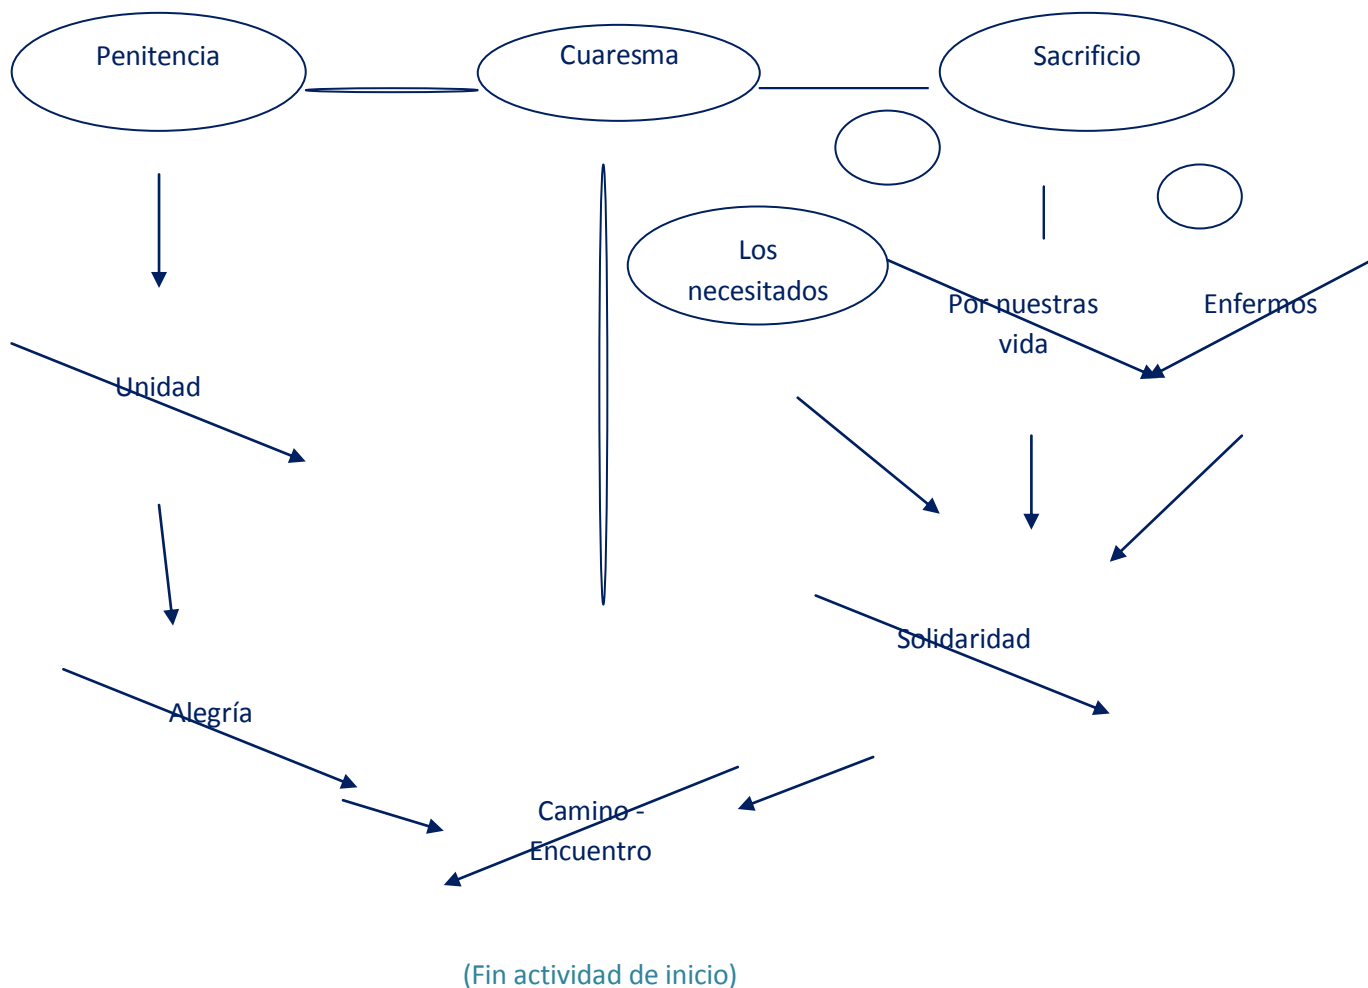 Penitencia
Cuaresma
Sacrificio
Los
necesitados
Por nuestras
vida
Enfermos
Unidad
Solidaridad
Alegría
Camino -
Encuentro
(Fin actividad de inicio)